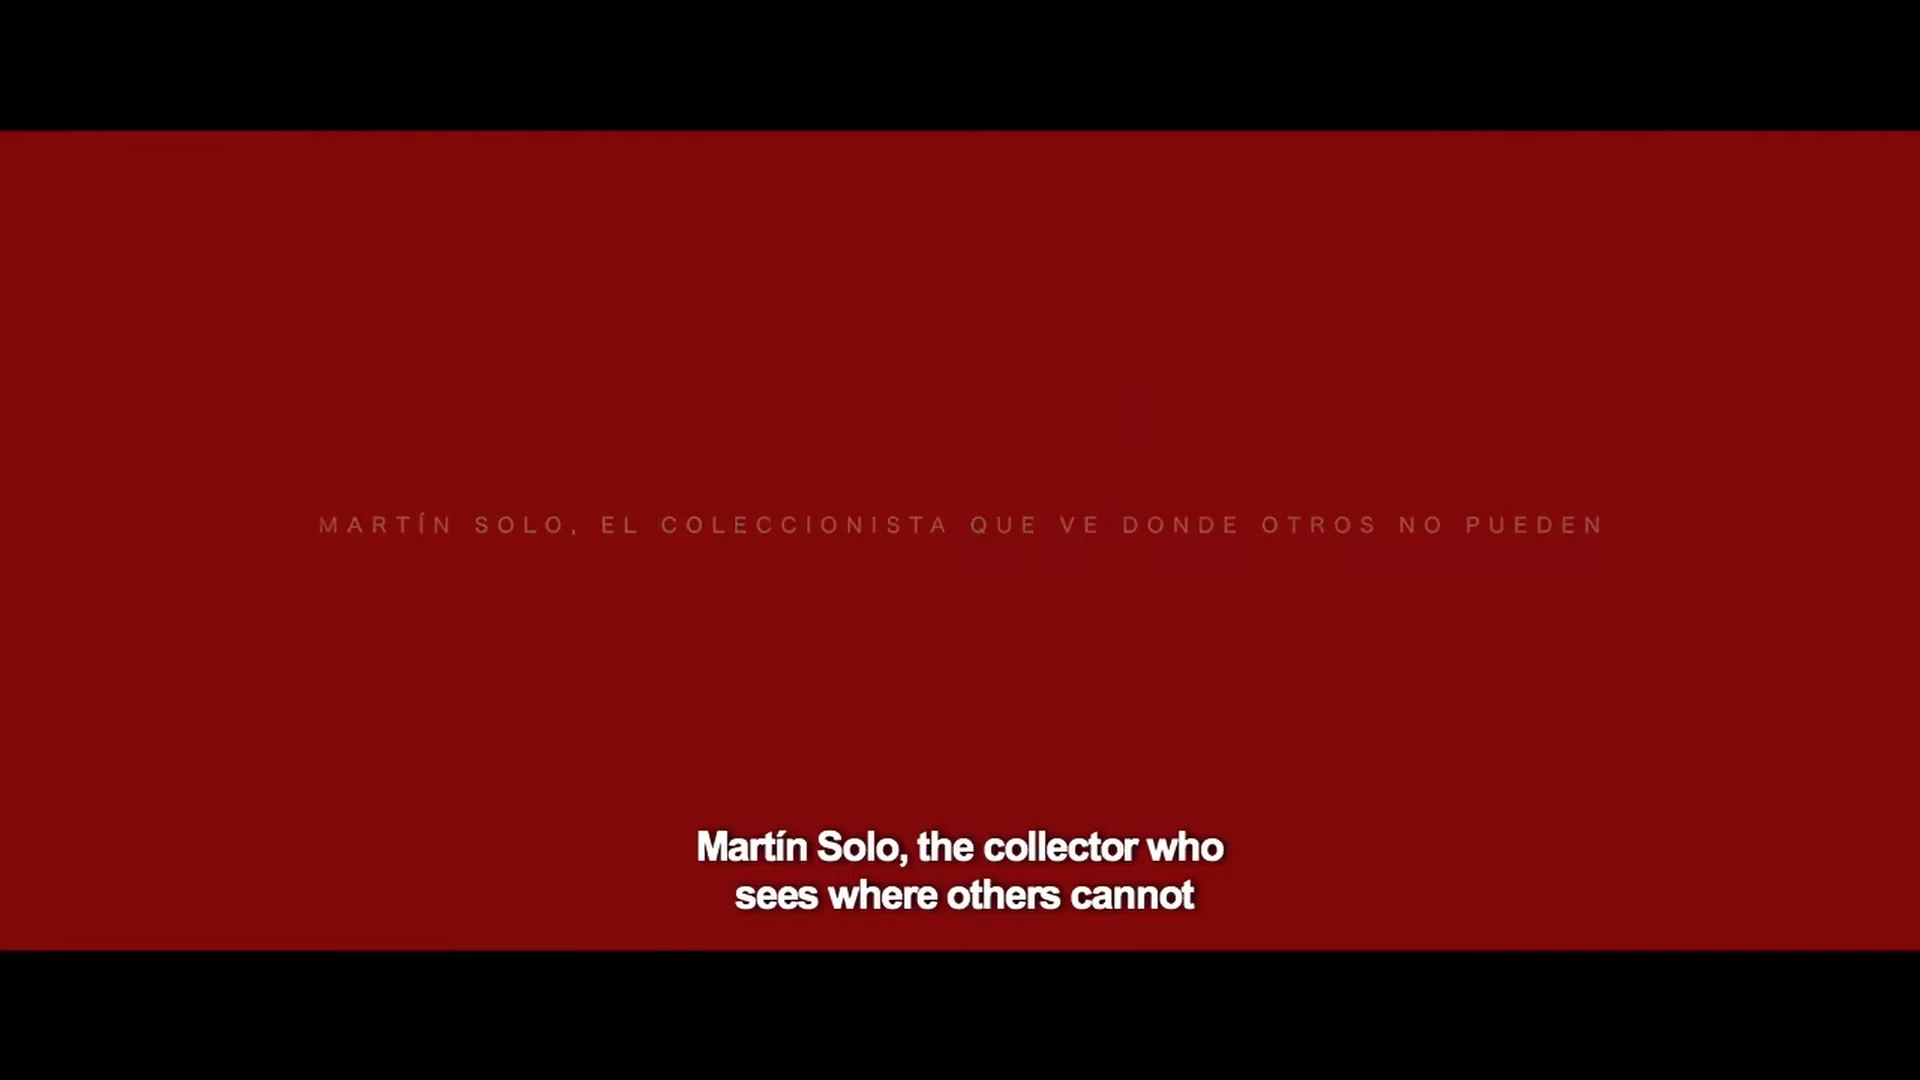 MARTÍN SOLO, EL COLECCIONISTA QUE VE DONDE OTROS NO PUEDEN
Martín Solo, the collector who
sees where others cannot